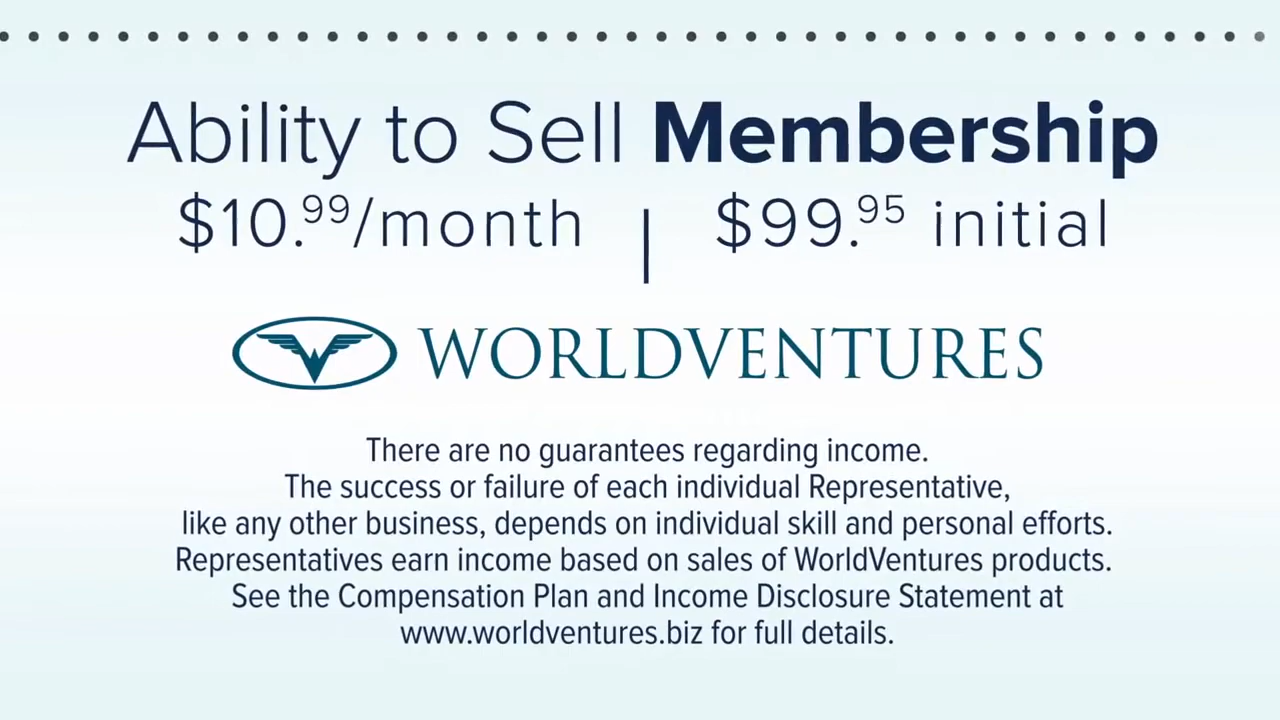 Ability to Sell Membership
$10.99/month | $99.95 initial
WORLDVENTURES
There are no guarantees regarding income.
The success or failure of each individual Representative,
like any other business, depends on individual skill and personal efforts.
Representatives earn income based on sales of WorldVentures products.
See the Compensation Plan and Income Disclosure Statement at
www.worldventures.biz for full details.